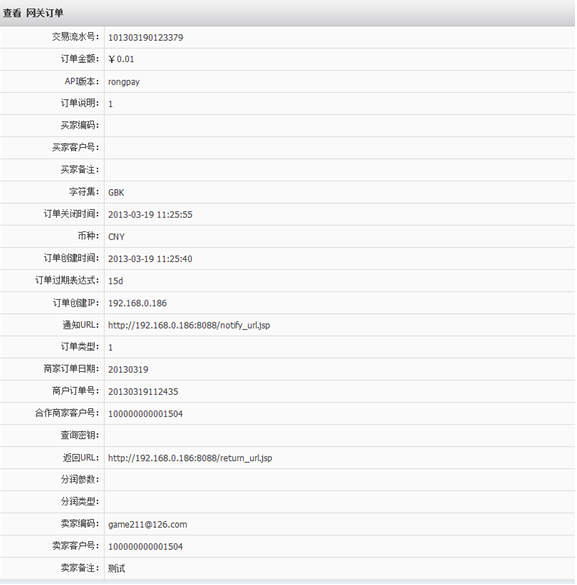 查看 网关订单
交易流水号： 101303190123379
订单金额： ￥0.01
API版本： rongpay
订单说明： 1
买家编码：
买家客户号：
买家备注：
字符集： GBK
订单关闭时间： 2013-03-19 11:25:55
币种： CNY
订单创建时间： 2013-03-19 11:25:40
订单过期表达式： 15d
订单创建IP： 192.168.0.186
通知URL： http://192.168.0.186:8088/notify_url.jsp
订单类型： 1
商家订单日期： 20130319
商户订单号： 20130319112435
合作商家客户号： 100000000001504
查询密钥：
返回URL： http://192.168.0.186:8088/return_url.jsp
分润参数：
分润类型：
卖家编码： game211@126.com
卖家客户号： 100000000001504
卖家备注： 测试